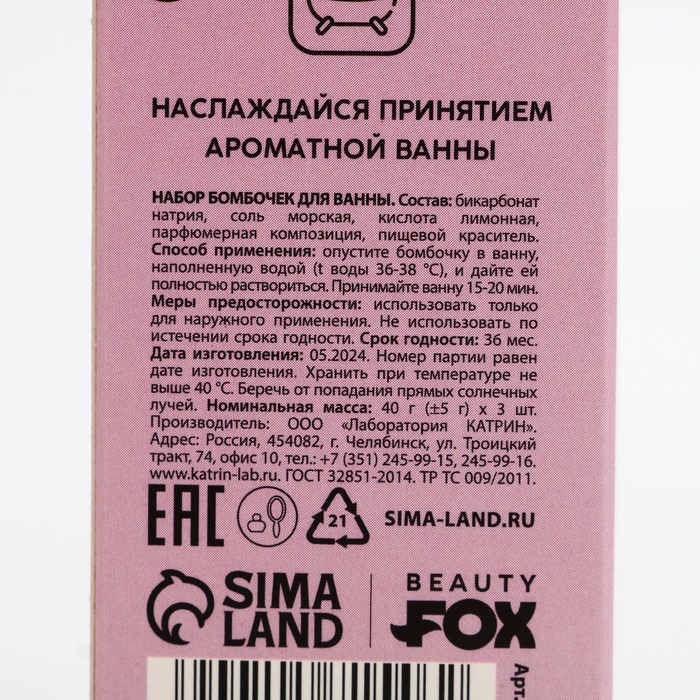 НАСЛАЖДАЙСЯ ПРИНЯТИЕМ
АРОМАТНОЙ ВАННЫ
НАБОР БОМБОЧЕК ДЛЯ ВАННЫ. Состав: бикарбонат
натрия, соль морская, кислота лимонная,
парфюмерная композиция, пищевой краситель.
Способ применения: опустите бомбочку в ванну,
наполненную водой (t воды 36-38 °C), и дайте ей
полностью раствориться. Принимайте ванну 15-20 мин.
Меры предосторожности: использовать только
для наружного применения. Не использовать по
истечении срока годности. Срок годности: 36 мес.
Дата изготовления: 05.2024. Номер партии равен
дате изготовления. Хранить при температуре не
выше 40 °C. Беречь от попадания прямых солнечных
лучей. Номинальная масса: 40 г (±5 г) x 3 шт.
Производитель: ООО «Лаборатория КАТРИН».
Адрес: Россия, 454082, г. Челябинск, ул. Троицкий
тракт, 74, офис 10, тел.: +7 (351) 245-99-15, 245-99-16.
www.katrin-lab.ru. ГОСТ 32851-2014. ТР ТС 009/2011.
EAC 21 SIMA-LAND.RU
SIMA LAND
BEAUTY FOX
Арт.